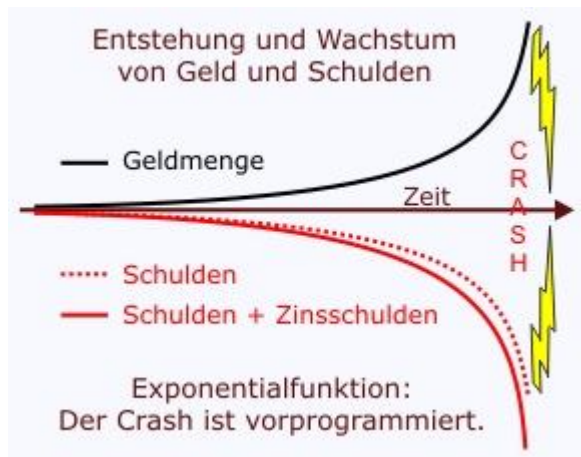 Entstehung und Wachstum
von Geld und Schulden
Geldmenge
Zeit
CRASH
Schulden
Schulden + Zinsschulden
Exponentialfunktion:
Der Crash ist vorprogrammiert.